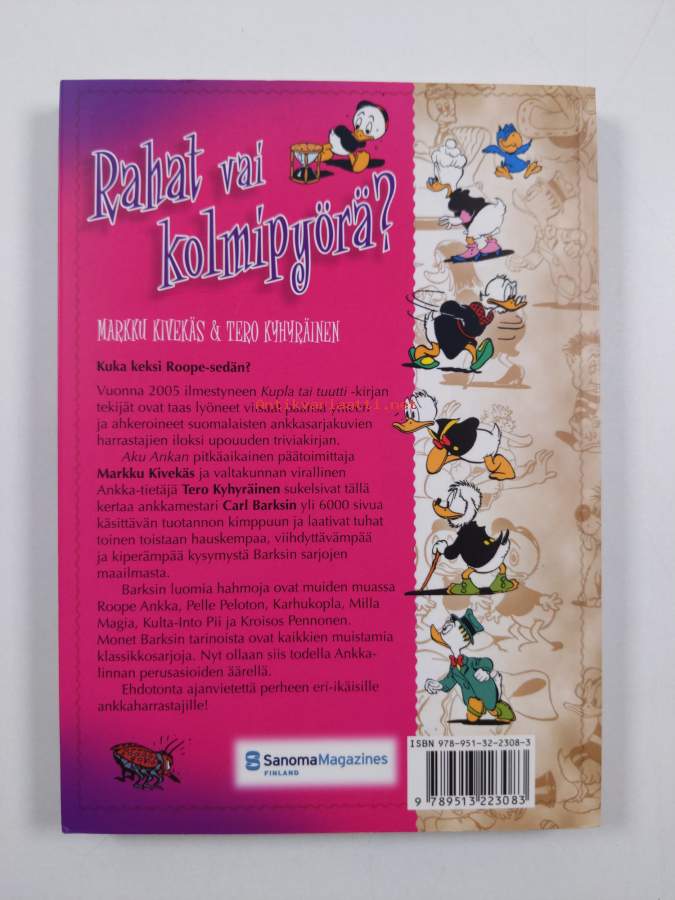 Rahat vai
kolmipyörä?
MARKKU KIVEKÄS & TERO KYHYRÄINEN
Kuka keksi Roope-sedän?
Vuonna 2005 ilmestyneen Kupla tai tuutti -kirjan
tekijät ovat taas lyöneet viisaat päänsä yhteen
ja ahkeroineet suomalaisten ankkasarjakuvien
harrastajien iloksi upouuden triviakirjan.
Aku Ankan pitkäaikainen päätoimittaja
Markku Kivekäs ja valtakunnan virallinen
Ankka-tietäjä Tero Kyhyräinen sukelsivat tällä
kertaa ankkamestari Carl Barksin yli 6000 sivua
käsittävän tuotannon kimppuun ja laativat tuhat
toinen toistaan hauskempaa, viihdyttävämpää
ja kiperämpää kysymystä Barksin sarjojen
maailmasta.
Barksin luomia hahmoja ovat muiden muassa
Roope Ankka, Pelle Peloton, Karhukopla, Milla
Magia, Kulta-Into Pii ja Kroisos Pennonen.
Monet Barksin tarinoista ovat kaikkien muistamia
klassikkosarjoja. Nyt ollaan siis todella Ankka-
linnan perusasioiden äärellä.
Ehdotonta ajanvietettä perheen eri-ikäisille
ankkaharrastajille!
SanomaMagazines
FINLAND
ISBN 978-951-32-2308-3
9 789513 223083
antikvariaatti.net